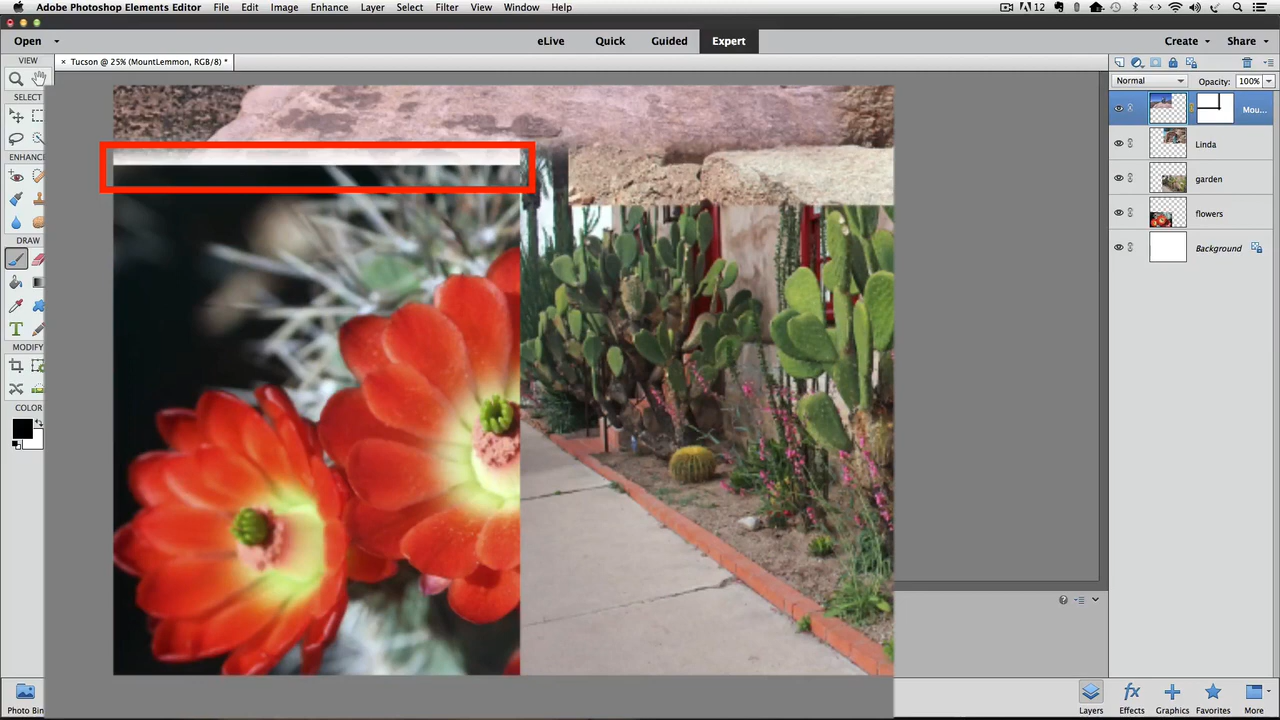 Adobe Photoshop Elements Editor File Edit Image Enhance Layer Select Filter View Window Help 12
Open eLive Quick Guided Expert Create Share
VIEW × Tucson @ 25% (MountLemmon, RGB/8) *
Normal Opacity: 100%
SELECT
Mou...
Linda
ENHANCE
garden
flowers
DRAW
Background
T
MODIFY
COLOR
Photo Bin Layers fx Effects Graphics Favorites More